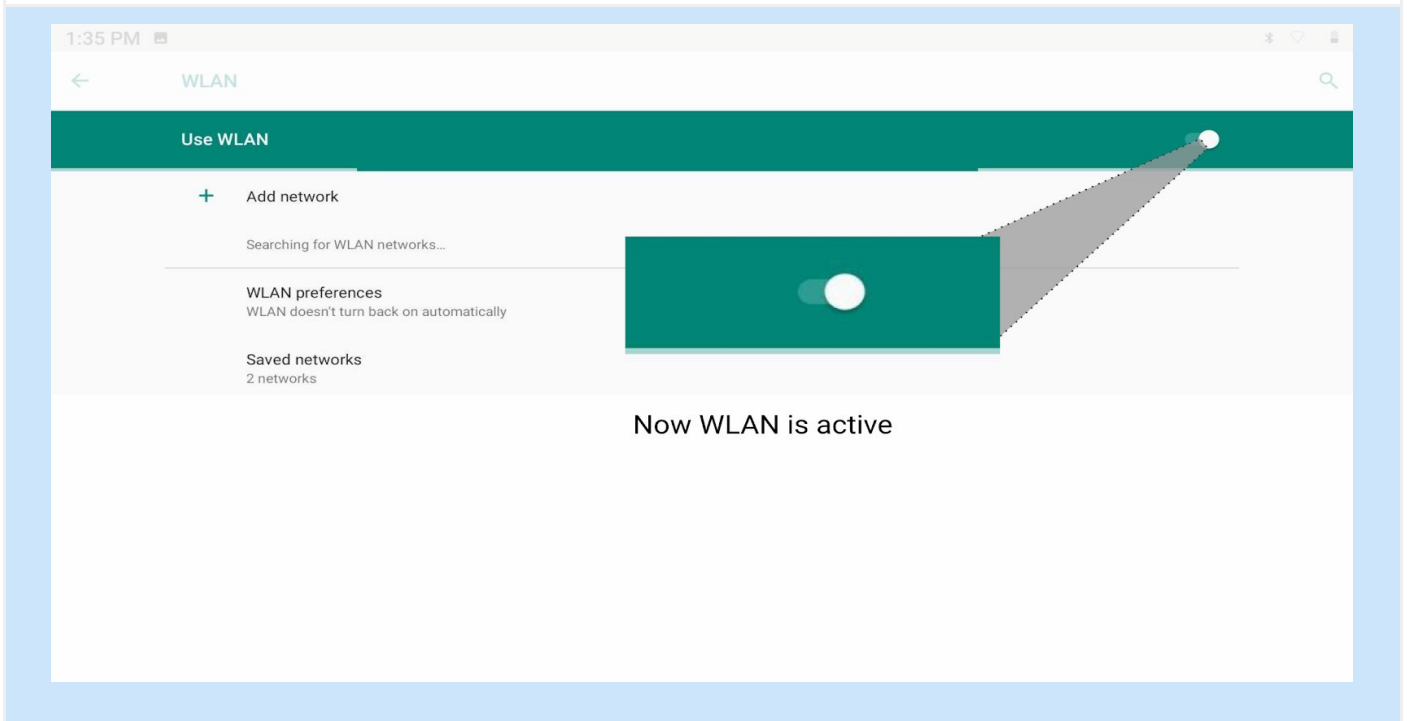 1:35 PM
WLAN
Use WLAN
Add network
Searching for WLAN networks...
WLAN preferences
WLAN doesn't turn back on automatically
Saved networks
2 networks
Now WLAN is active